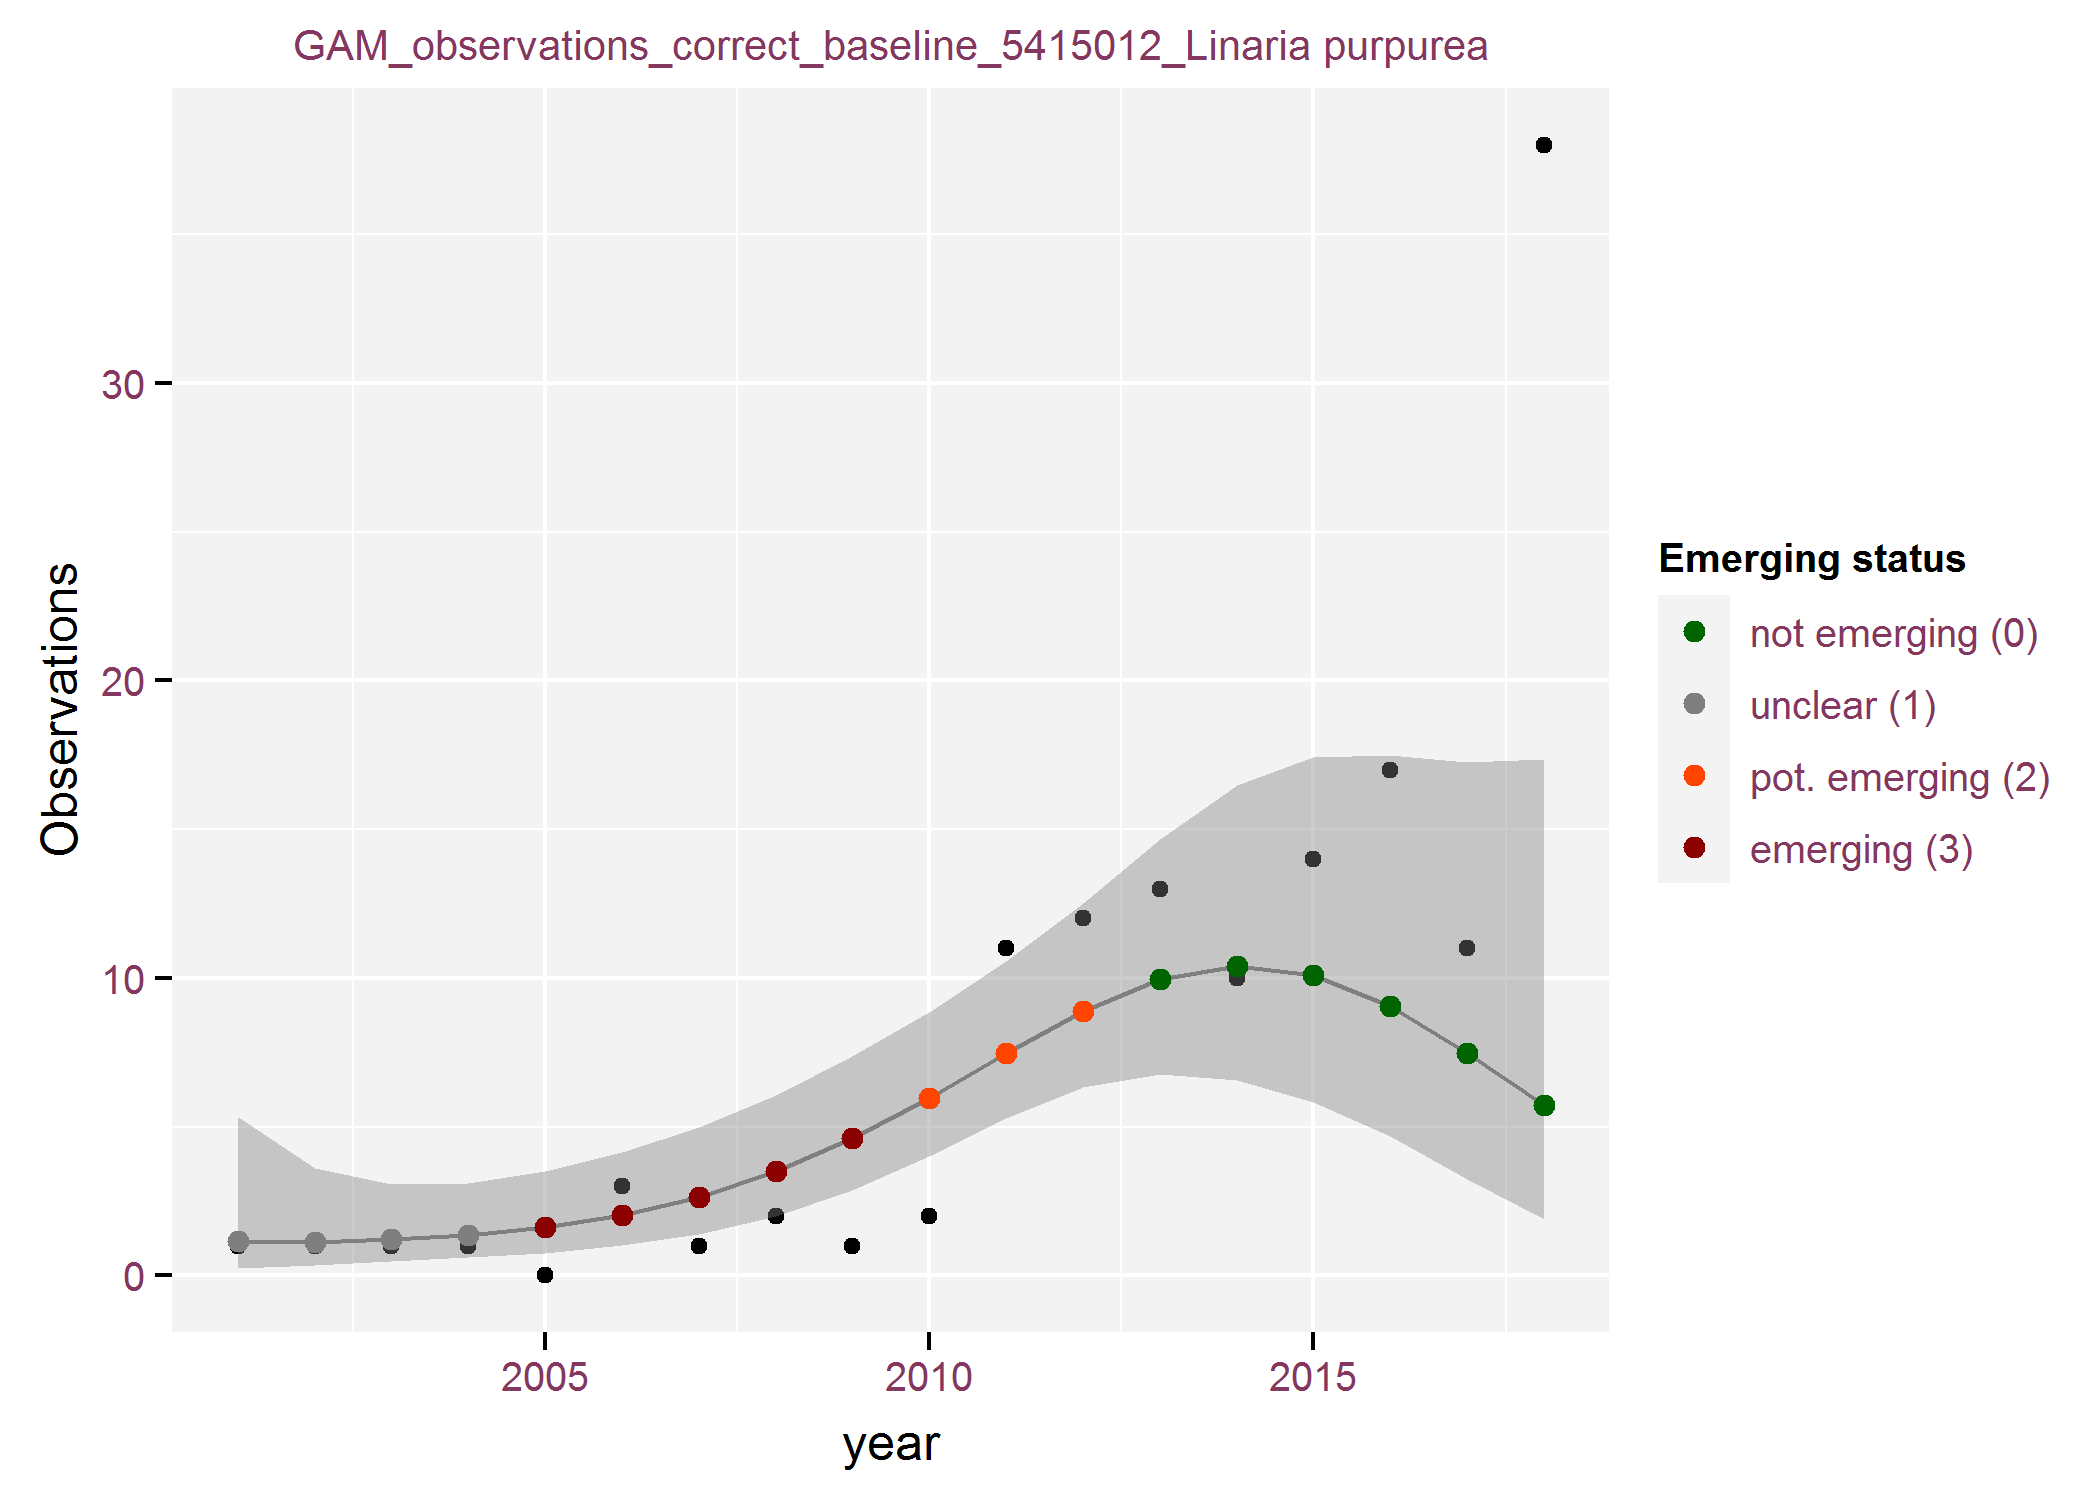 GAM_observations_correct_baseline_5415012_Linaria purpurea
Observations
30
20
10
0
2005 2010 2015
year
Emerging status
not emerging (0)
unclear (1)
pot. emerging (2)
emerging (3)